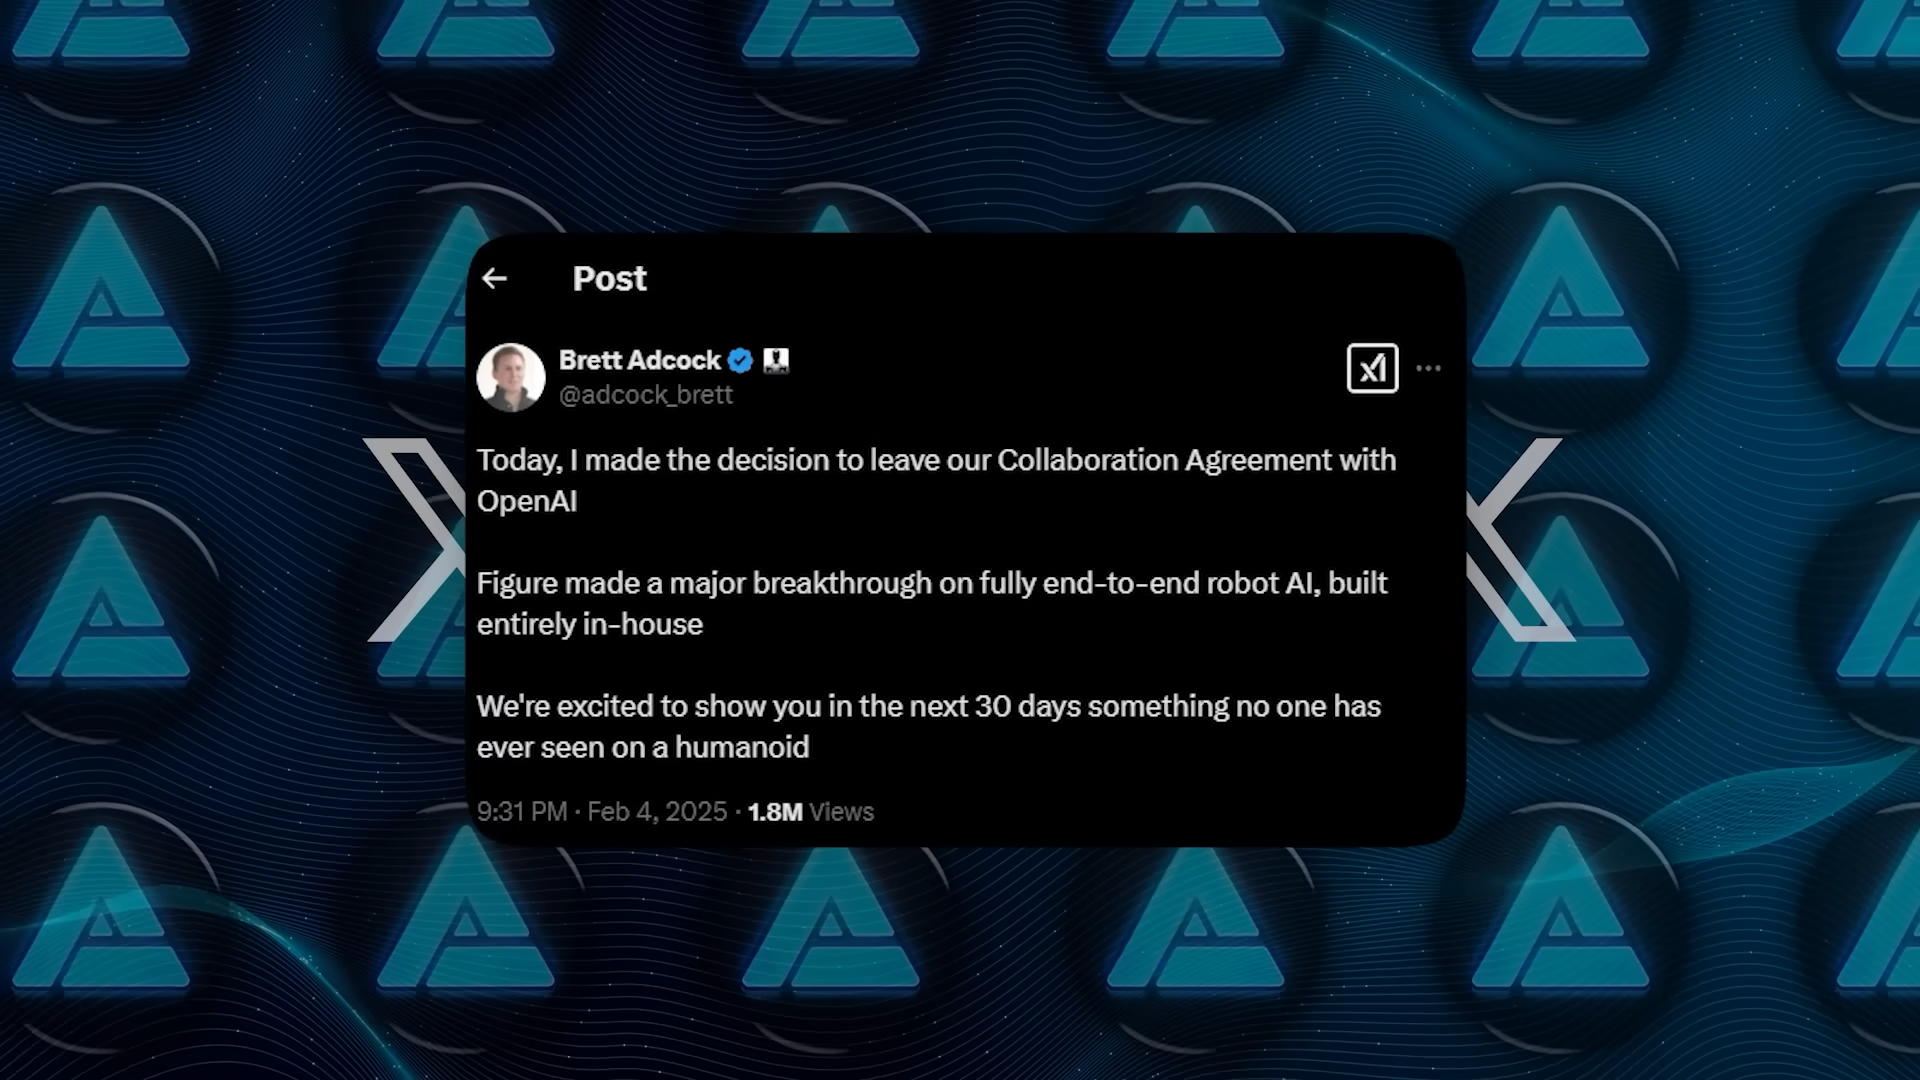 Post
Brett Adcock
@adcock_brett
Today, I made the decision to leave our Collaboration Agreement with
OpenAI
Figure made a major breakthrough on fully end-to-end robot AI, built
entirely in-house
We're excited to show you in the next 30 days something no one has
ever seen on a humanoid
9:31 PM · Feb 4, 2025 · 1.8M Views